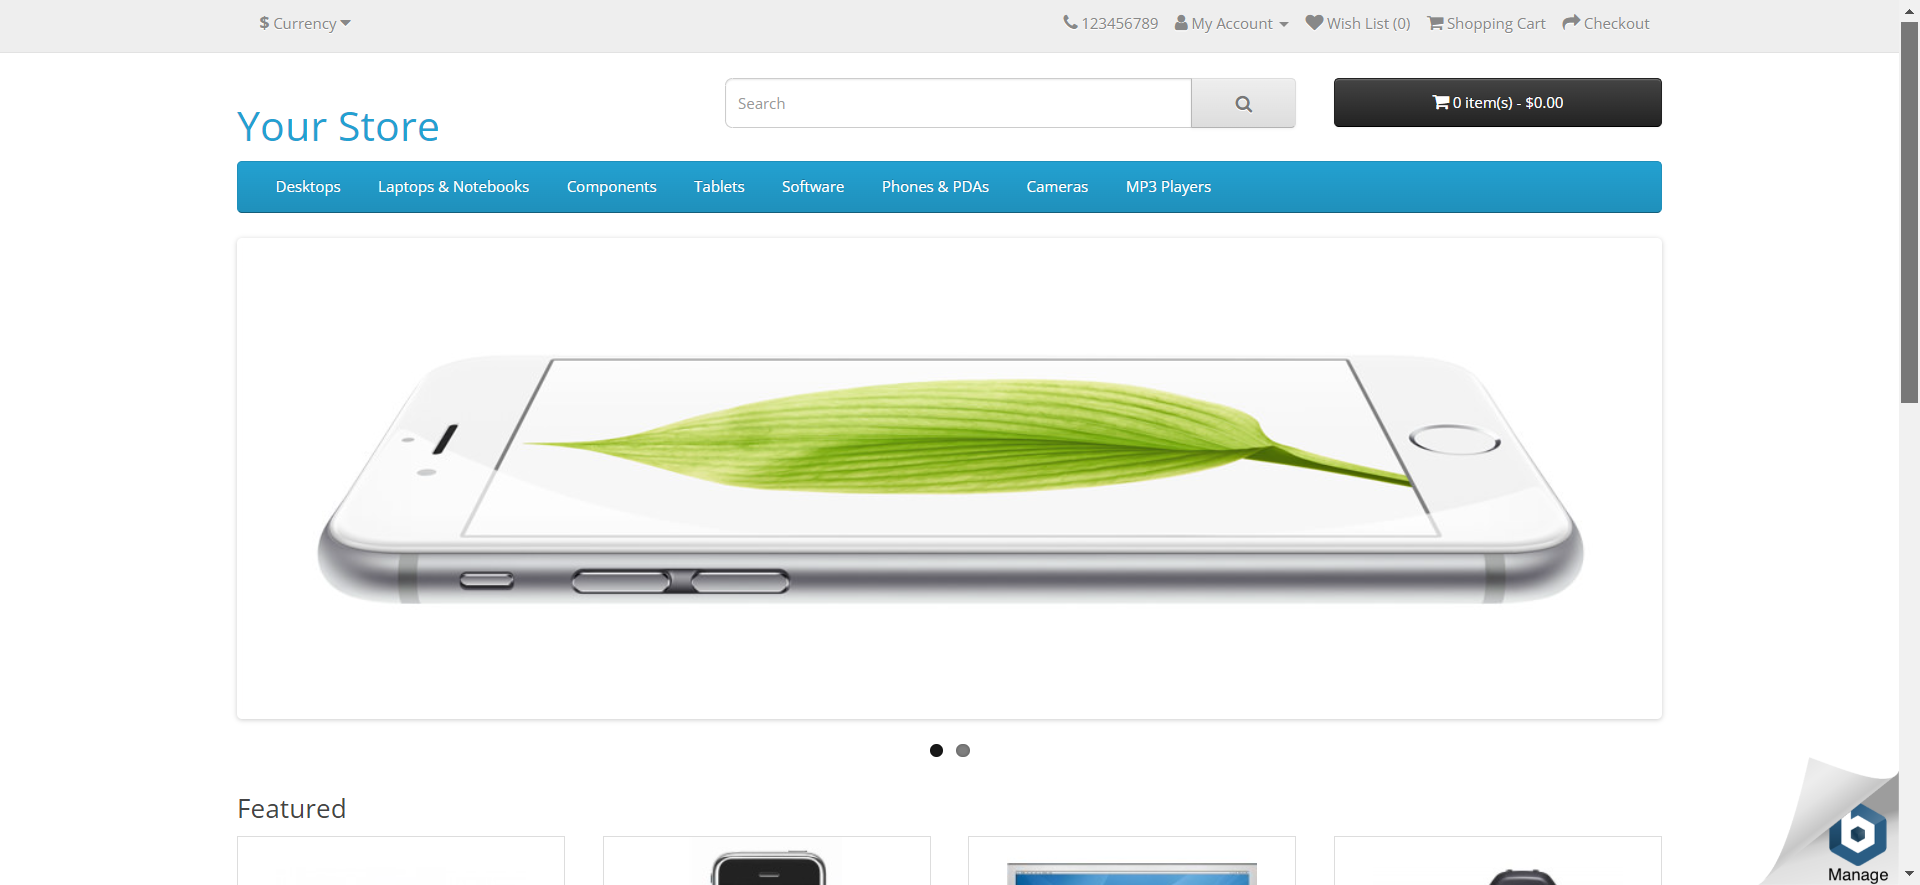 $ Currency
123456789 My Account Wish List (0) Shopping Cart Checkout
Your Store
Search
0 item(s) - $0.00
Desktops Laptops & Notebooks Components Tablets Software Phones & PDAs Cameras MP3 Players
Featured
Manage